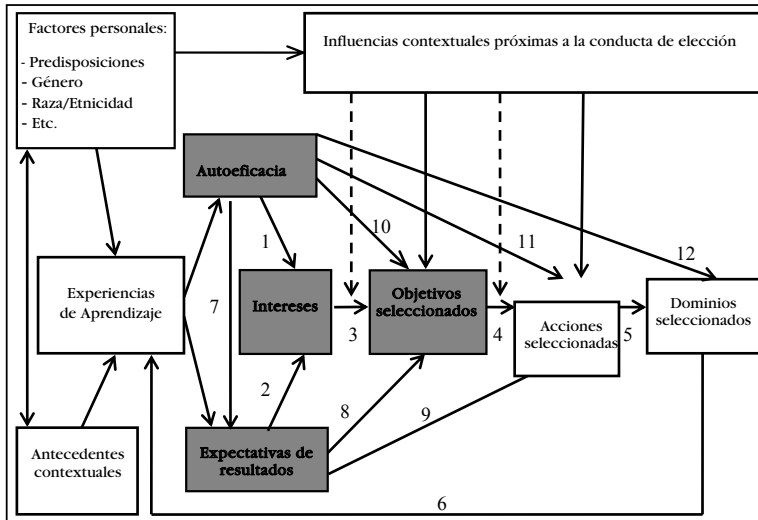 Factores personales:
- Predisposiciones
- Género
- Raza/Etnicidad
- Etc.
Influencias contextuales próximas a la conducta de elección
Autoeficacia
1
10
11
12
Experiencias
de Aprendizaje
7
Intereses
3
Objetivos
seleccionado
4
Acciones
seleccionadas
5
Dominios
seleccionados
2
8
9
Antecedentes
contextuales
Expectativas de
resultados
6